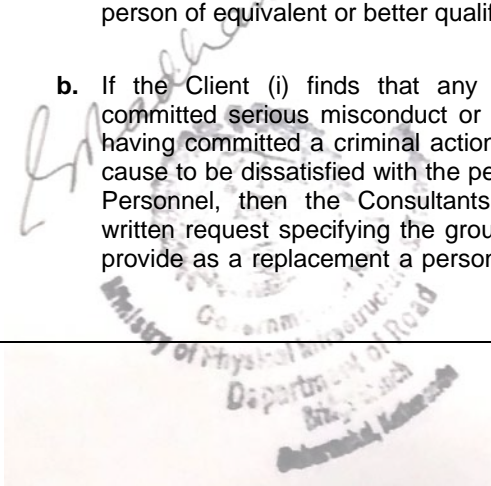 person of equivalent or better qualif
b. If the Client (i) finds that any
committed serious misconduct or
having committed a criminal action
cause to be dissatisfied with the pe
Personnel, then the Consultants
written request specifying the grou
provide as a replacement a person
Ministry of Physical Infrastructure
Department of Road